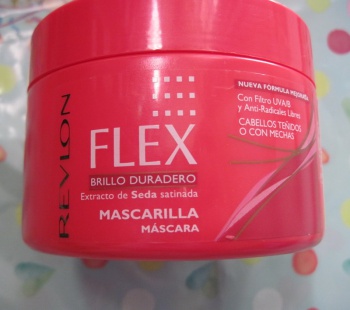 REVLON
FLEX
BRILLO DURADERO
Extracto de Seda satinada
MASCARILLA
MÁSCARA
NUEVA FÓRMULA MEJORADA
Con Filtro UVA/B
y Anti-Radicales Libres
CABELLOS TEÑIDOS
O CON MECHAS